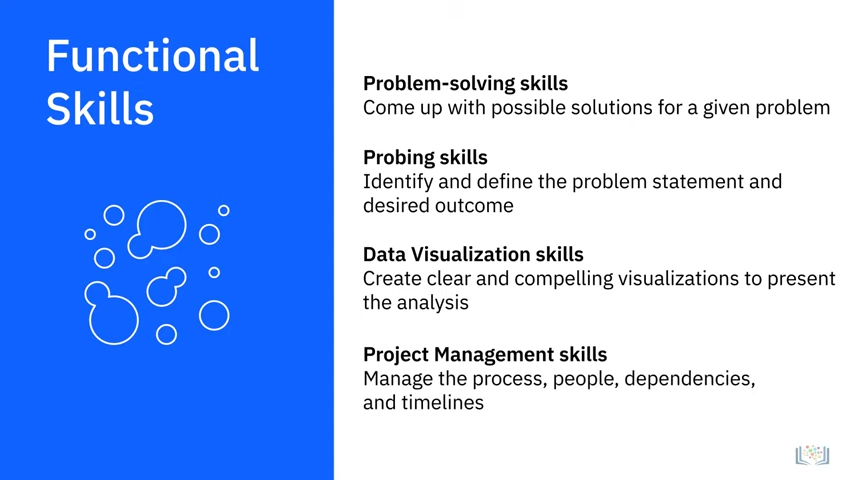 Functional
Skills
Problem-solving skills
Come up with possible solutions for a given problem
Probing skills
Identify and define the problem statement and
desired outcome
Data Visualization skills
Create clear and compelling visualizations to present
the analysis
Project Management skills
Manage the process, people, dependencies,
and timelines